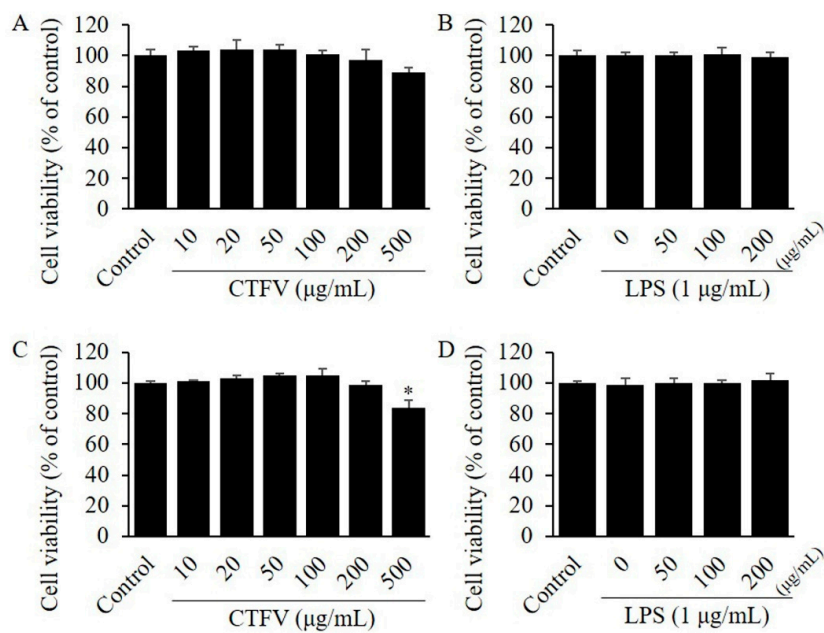 A
Cell viability (% of control)
120
100
80
60
40
20
0
Control
10
20
50
100
200
500
CTFV (μg/mL)
B
Cell viability (% of control)
120
100
80
60
40
20
0
Control
0
50
100
200
(μg/mL)
LPS (1 μg/mL)
C
Cell viability (% of control)
120
100
80
60
40
20
0
*
Control
10
20
50
100
200
500
CTFV (μg/mL)
D
Cell viability (% of control)
120
100
80
60
40
20
0
Control
0
50
100
200
(μg/mL)
LPS (1 μg/mL)